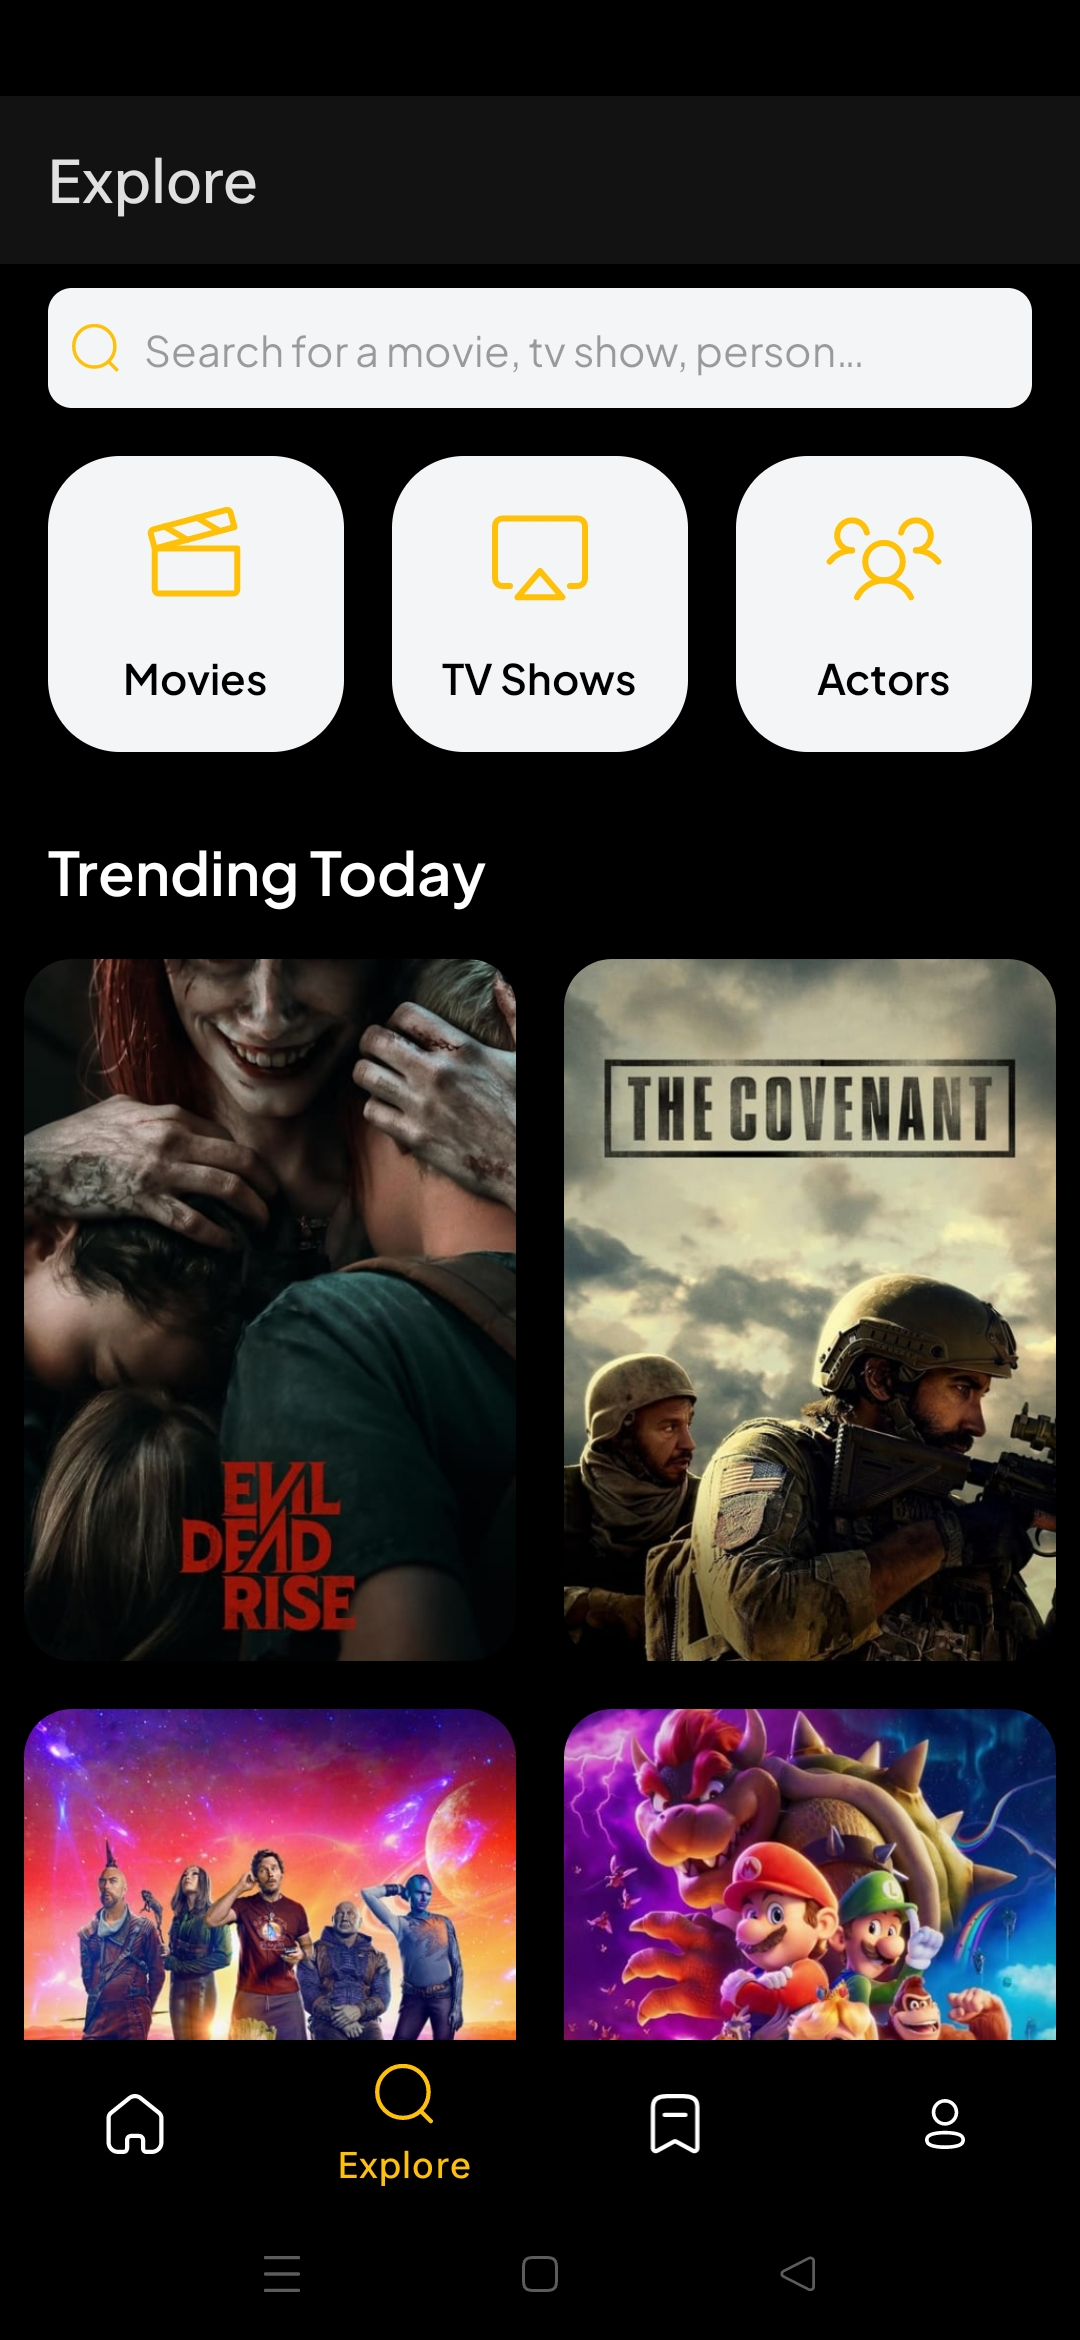 Explore
Search for a movie, tv show, person...
Movies
TV Shows
Actors
Trending Today
EVIL
DEAD
RISE
THE COVENANT
Explore